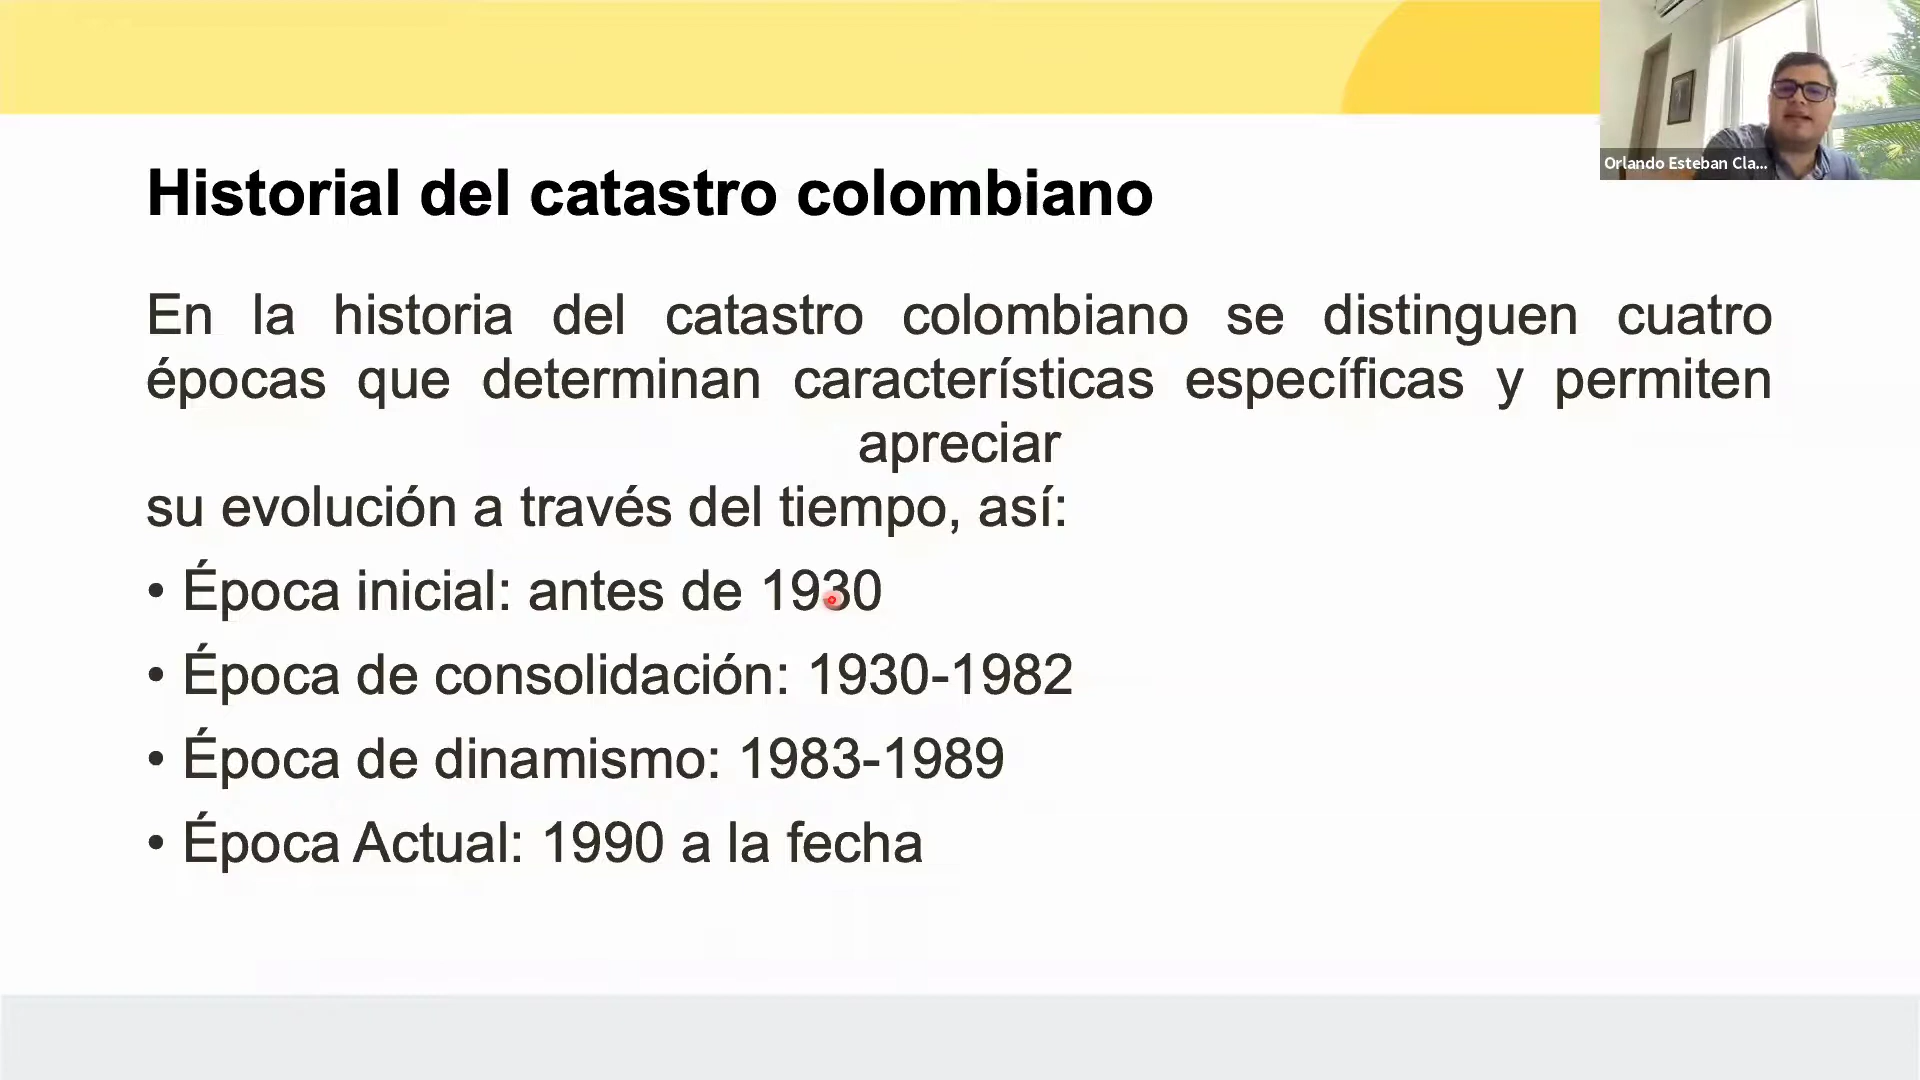 Orlando Esteban Cla...
Historial del catastro colombiano
En la historia del catastro colombiano se distinguen cuatro
épocas que determinan características específicas y permiten
apreciar
su evolución a través del tiempo, así:
• Época inicial: antes de 1930
• Época de consolidación: 1930-1982
• Época de dinamismo: 1983-1989
• Época Actual: 1990 a la fecha